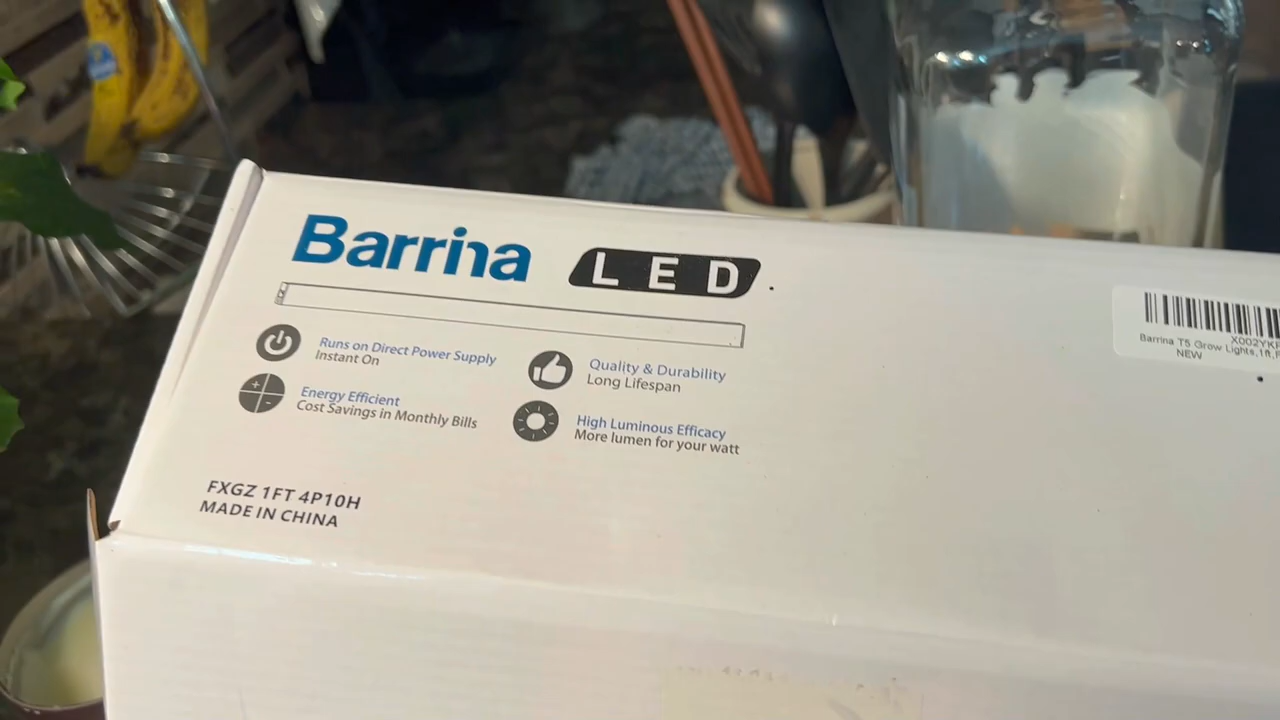 Barrina LED
Runs on Direct Power Supply
Instant On
Quality & Durability
Long Lifespan
Energy Efficient
Cost Savings in Monthly Bills
High Luminous Efficacy
More lumen for your watt
FXGZ 1FT 4P10H
MADE IN CHINA
X002YK
Barrina T5 Grow Lights,1ft,
NEW